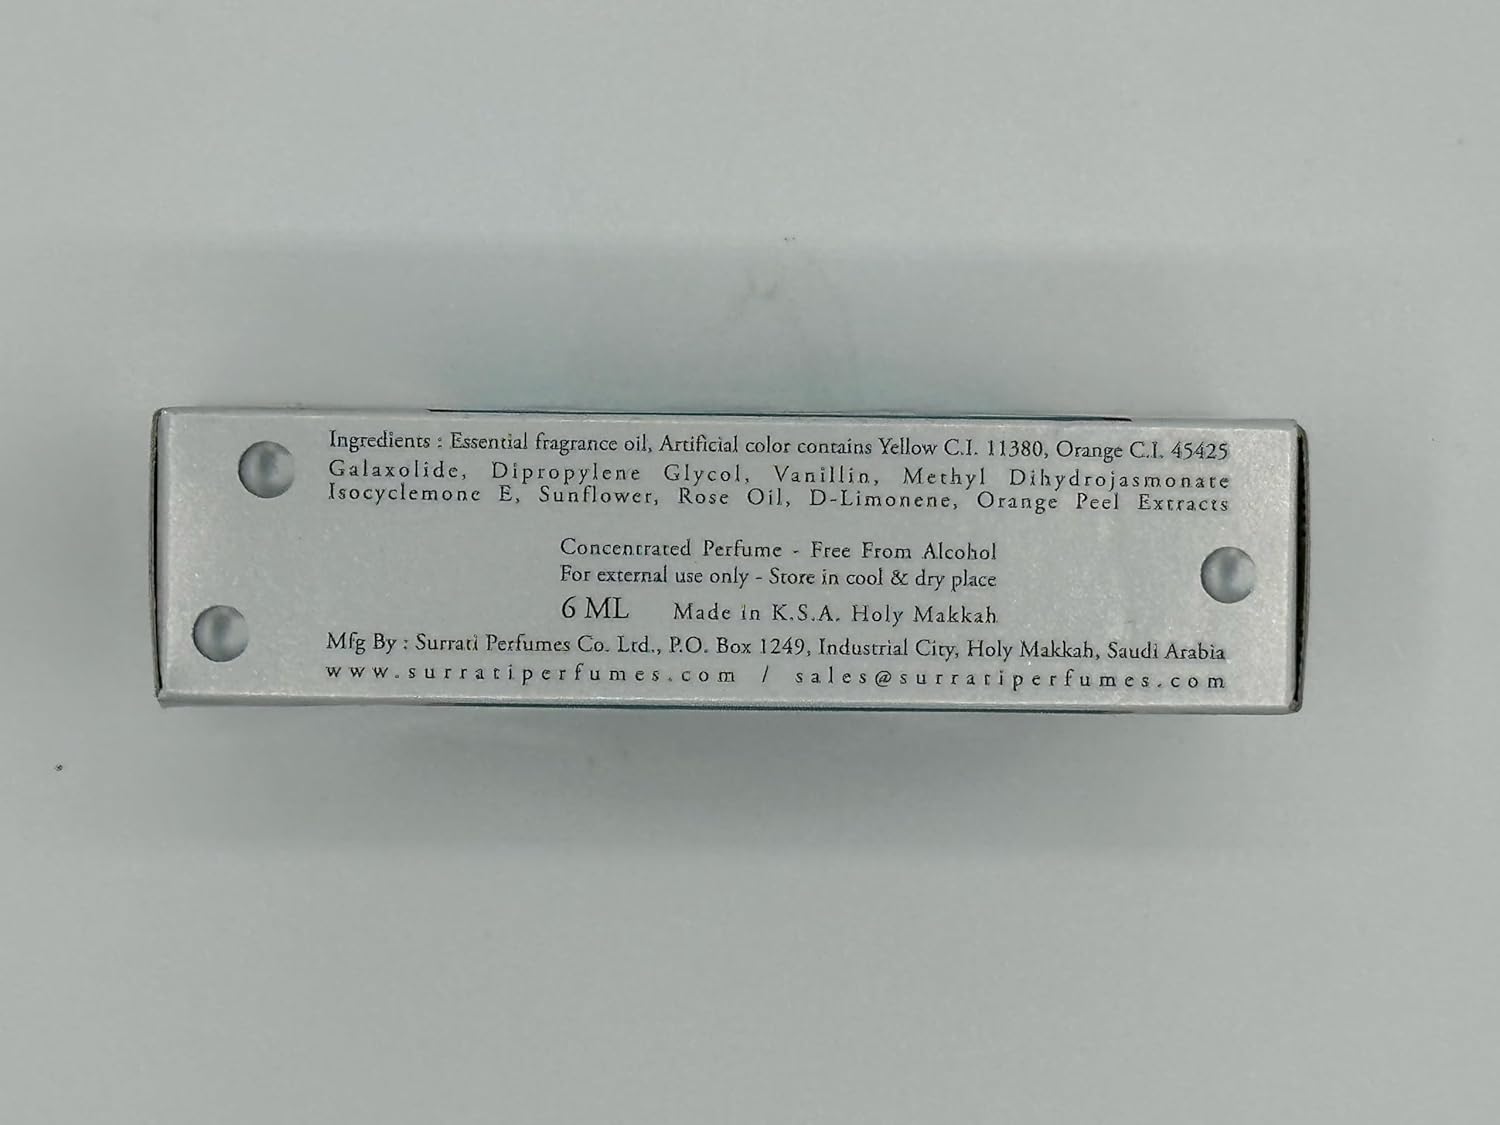 Ingredients : Essential fragrance oil, Artificial color contains Yellow C.I. 11380, Orange C.I. 45425
Galaxolide, Dipropylene Glycol, Vanillin, Methyl Dihydrojasmonate
Isocyclemone E, Sunflower, Rose Oil, D-Limonene, Orange Peel Extracts
Concentrated Perfume - Free From Alcohol
For external use only - Store in cool & dry place
6 ML Made in K.S.A. Holy Makkah
Mfg By : Surrati Perfumes Co. Ltd., P.O. Box 1249, Industrial City, Holy Makkah, Saudi Arabia
www.surratiperfumes.com / sales@surratiperfumes.com